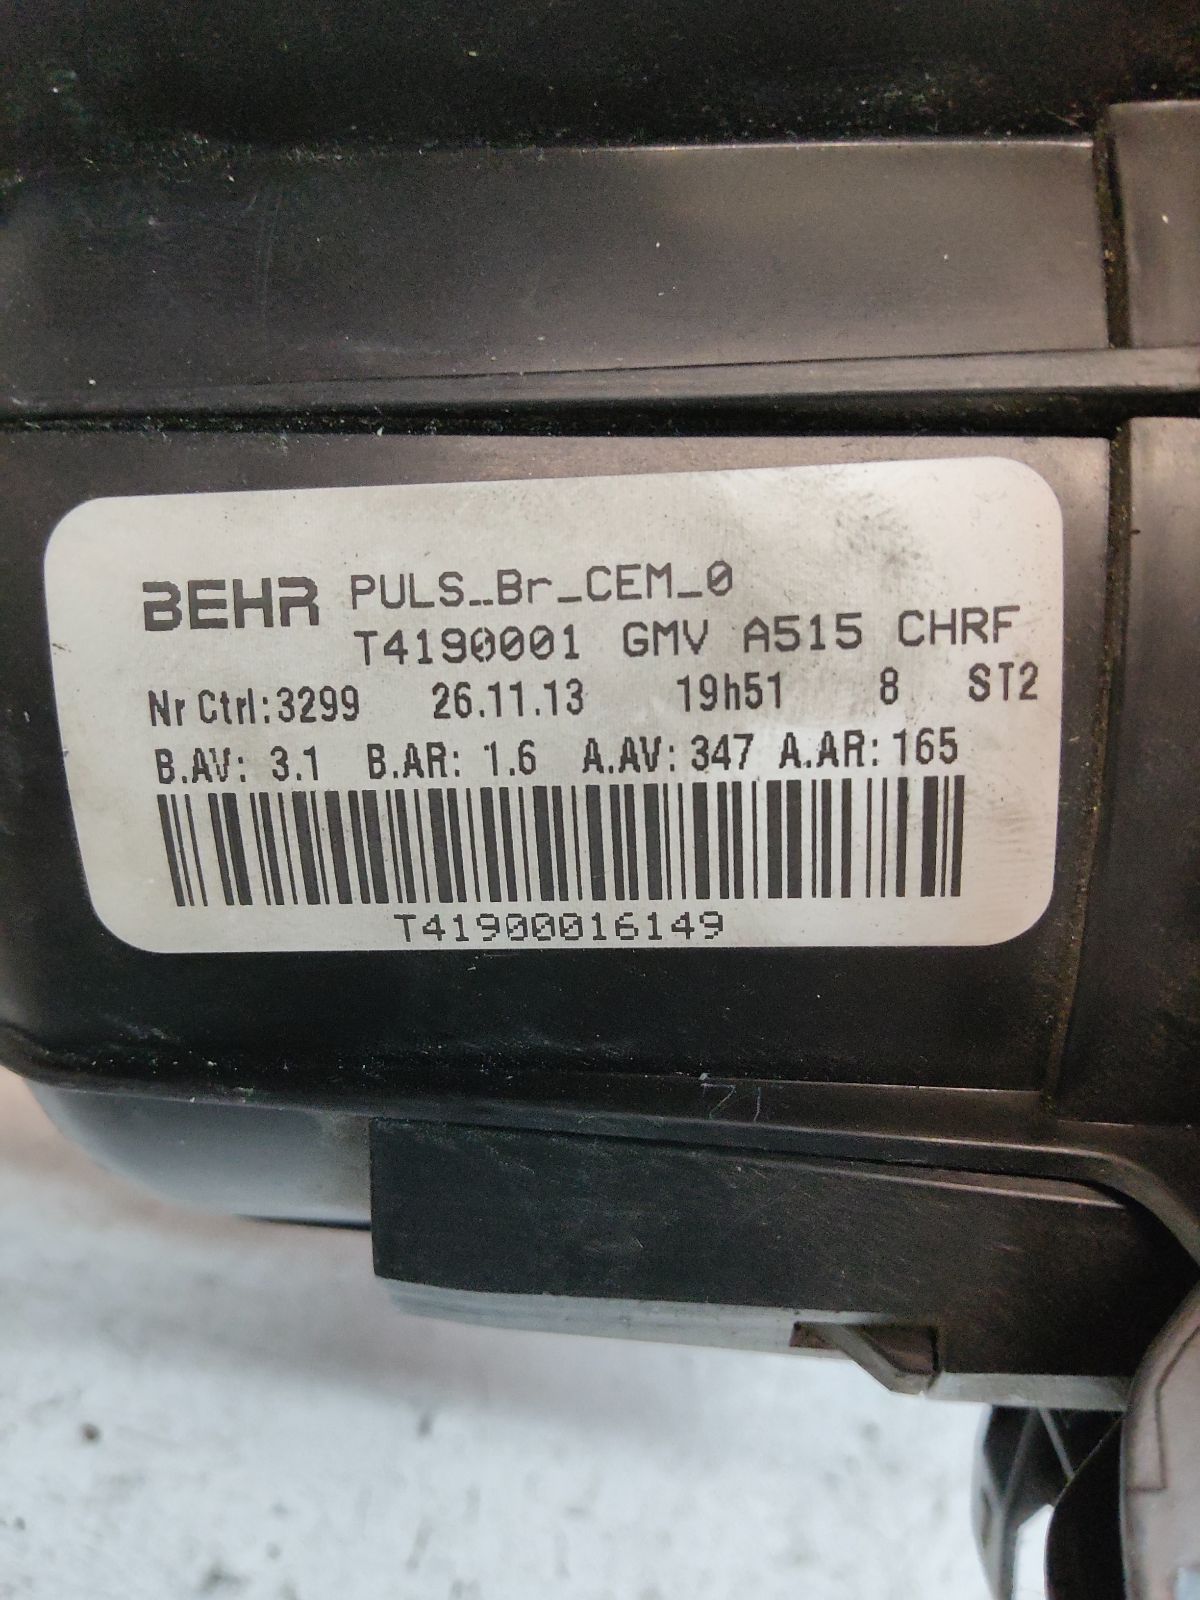 BEHR PULS_Br_CEM_0
T4190001 GMV A515 CHRF
Nr Ctrl:3299 26.11.13 19h51 8 ST2
B.AV: 3.1 B.AR: 1.6 A.AV: 347 A.AR: 165
T41900016149